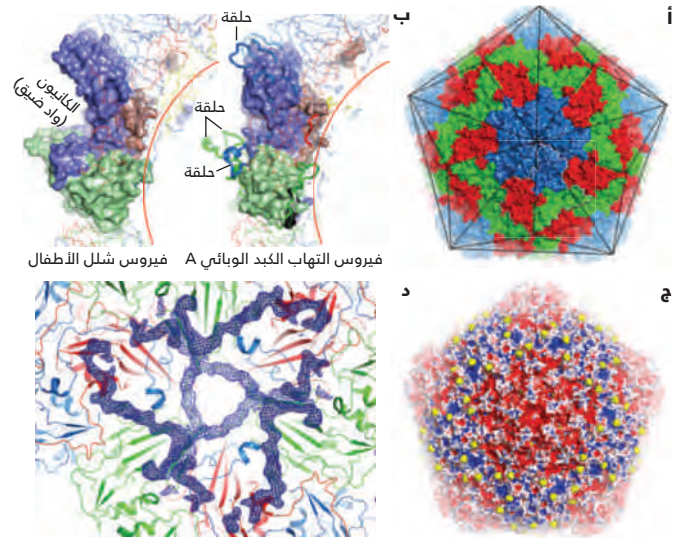 أ
ب
حلقة
الكانيون
(واد ضيق)
حلقة
حلقة
فيروس التهاب الكبد الوبائي A
فيروس شلل الأطفال
ج
د